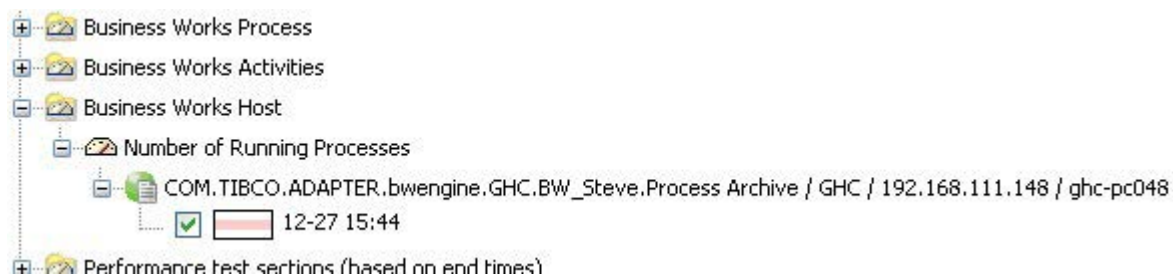 Business Works Process
Business Works Activities
Business Works Host
Number of Running Processes
COM.TIBCO.ADAPTER.bwengine.GHC.BW_Steve.Process Archive / GHC / 192.168.111.148 / ghc-pc048
12-27 15:44
Performance test sections (based on end times)